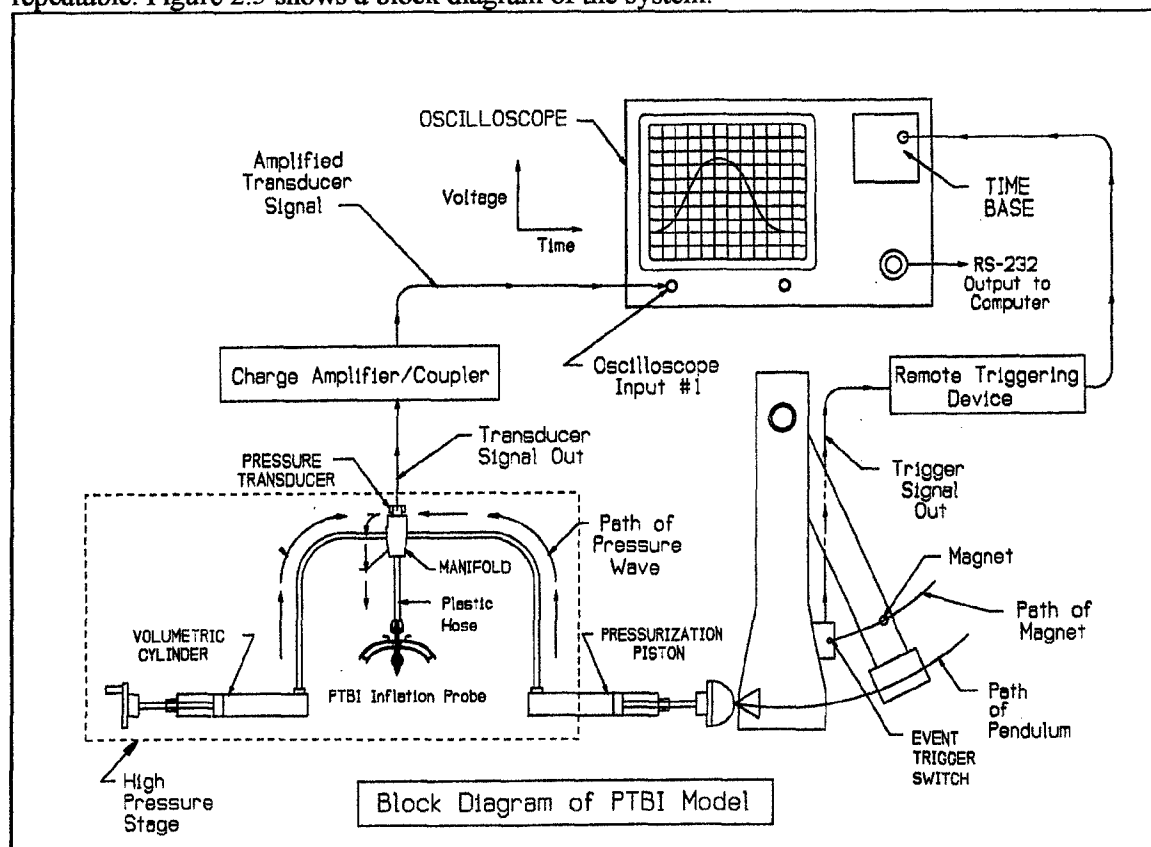 repeatable. Figure 2.5 shows a block diagram of the system.
OSCILLOSCOPE
Amplified
Transducer
Signal
Voltage
Time
TIME
BASE
RS-232
Output to
Computer
Charge Amplifier/Coupler
Oscilloscope
Input #1
Remote Triggering
Device
Transducer
Signal Out
PRESSURE
TRANSDUCER
Trigger
Signal
Out
Path of
Pressure
Wave
MANIFOLD
Magnet
Path of
Magnet
Plastic
Hose
VOLUMETRIC
CYLINDER
PRESSURIZATION
PISTON
PTBI Inflation Probe
Path
of
Pendulum
EVENT
TRIGGER
SWITCH
High
Pressure
Stage
Block Diagram of PTBI Model